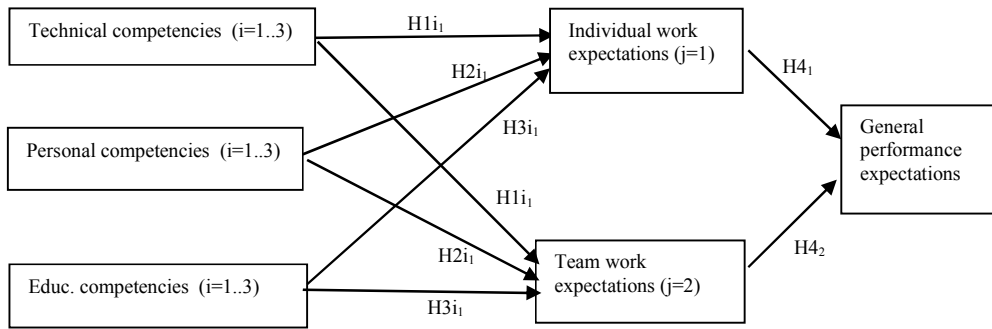 Technical competencies (i=1..3)
H1i₁
Individual work
expectations (j=1)
H2i₁
H4₁
H3i₁
General
performance
expectations
Personal competencies (i=1..3)
H1i₁
H2i₁
Team work
expectations (j=2)
H4₂
Educ. competencies (i=1..3)
H3i₁